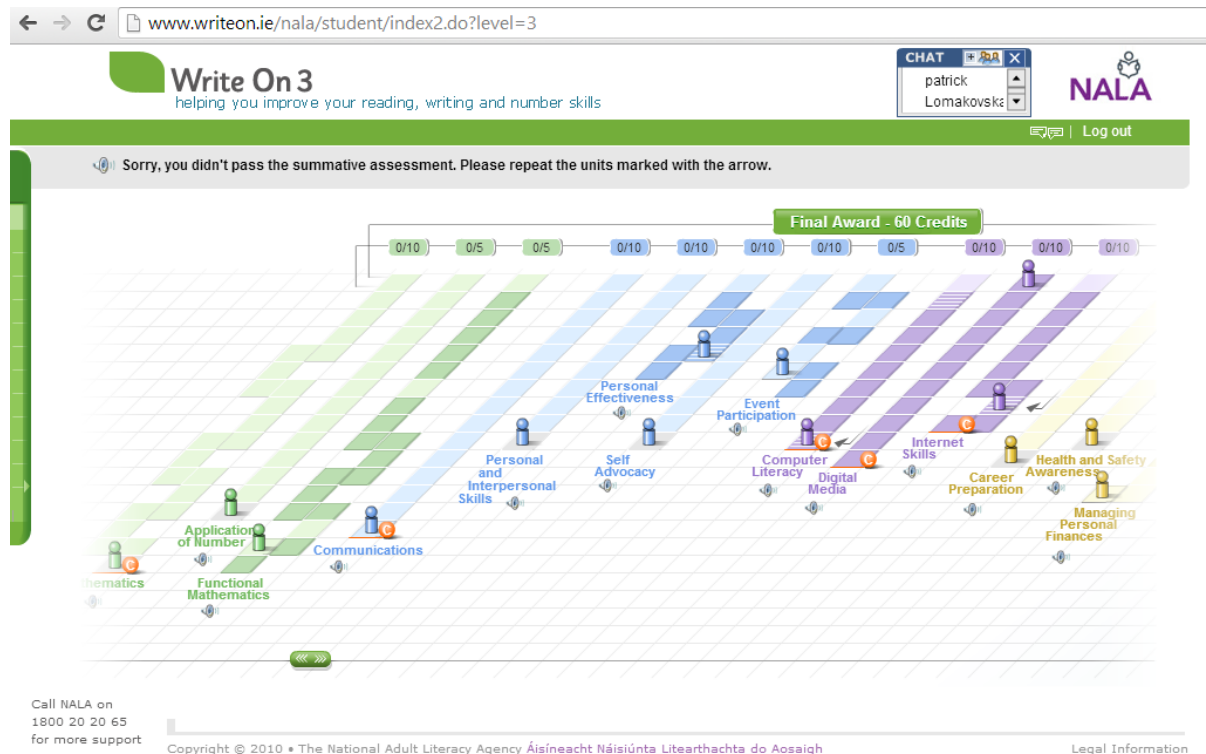 www.writeon.ie/nala/student/index2.do?level=3
Write On 3
helping you improve your reading, writing and number skills
CHAT
patrick
Lomakovska
NALA
Log out
Sorry, you didn't pass the summative assessment. Please repeat the units marked with the arrow.
Final Award - 60 Credits
0/10 0/5 0/5 0/10 0/10 0/10 0/10 0/5 0/10 0/10 0/10
Personal
Effectiveness
Event
Participation
Internet
Skills
Personal
and
Interpersonal
Skills
Self
Advocacy
Computer
Literacy
Digital
Media
Career
Preparation
Health and Safety
Awareness
Managing
Personal
Finances
Application
of Number
Communications
C
C
C
C
C
hematics
Functional
Mathematics
Call NALA on
1800 20 20 65
for more support
Copyright © 2010 • The National Adult Literacy Agency Áisíneacht Náisiúnta Litearthachta do Aosaigh
Legal Information